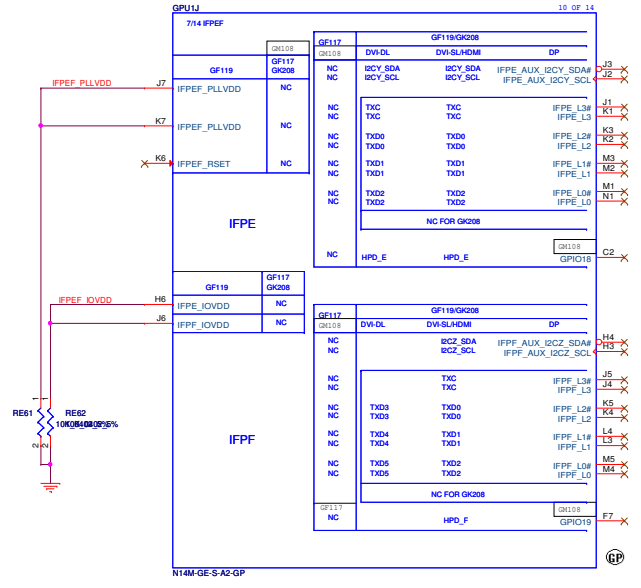 GPU1J
10 OF 14
7/14 IFPEF
GM108
GF119
GF117
GK208
IFPEF_PLLVDD
J7
IFPEF_PLLVDD
NC
K7
IFPEF_PLLVDD
NC
K6
IFPEF_RSET
NC
GF117
GM108
GF119/GK208
DVI-DL
DVI-SL/HDMI
DP
NC
I2CY_SDA
I2CY_SDA
IFPE_AUX_I2CY_SDA#
J3
NC
I2CY_SCL
I2CY_SCL
IFPE_AUX_I2CY_SCL
J2
NC
TXC
TXC
IFPE_L3#
J1
NC
TXC
TXC
IFPE_L3
K1
NC
TXD0
TXD0
IFPE_L2#
K3
NC
TXD0
TXD0
IFPE_L2
K2
NC
TXD1
TXD1
IFPE_L1#
M3
NC
TXD1
TXD1
IFPE_L1
M2
NC
TXD2
TXD2
IFPE_L0#
M1
NC
TXD2
TXD2
IFPE_L0
N1
NC FOR GK208
IFPE
GM108
NC
HPD_E
HPD_E
GPIO18
C2
GF119
GF117
GK208
IFPEF_IOVDD
H6
IFPE_IOVDD
NC
J6
IFPF_IOVDD
NC
GF117
GM108
GF119/GK208
DVI-DL
DVI-SL/HDMI
DP
NC
I2CZ_SDA
IFPF_AUX_I2CZ_SDA#
H4
NC
I2CZ_SCL
IFPF_AUX_I2CZ_SCL
H3
NC
TXC
IFPF_L3#
J5
NC
TXC
IFPF_L3
J4
NC
TXD3
TXD0
IFPF_L2#
K5
NC
TXD3
TXD0
IFPF_L2
K4
NC
TXD4
TXD1
IFPF_L1#
L4
NC
TXD4
TXD1
IFPF_L1
L3
NC
TXD5
TXD2
IFPF_L0#
M5
NC
TXD5
TXD2
IFPF_L0
M4
NC FOR GK208
IFPF
GF117
GM108
NC
HPD_F
GPIO19
F7
1
1
RE61
RE62
2
2
GP
N14M-GE-S-A2-GP